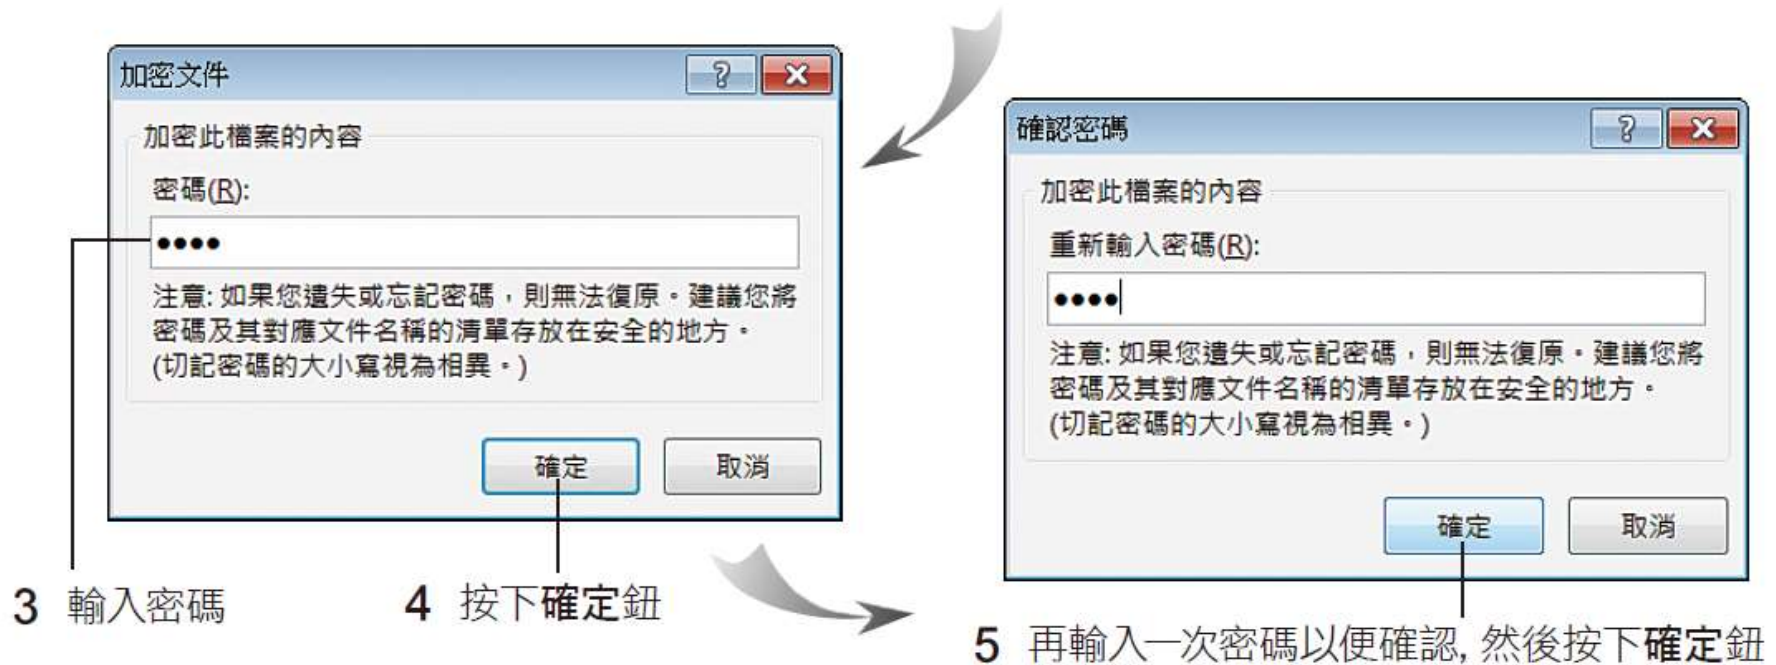 加密文件
加密此檔案的內容
密碼(R):
●●●●
注意: 如果您遺失或忘記密碼，則無法復原。建議您將
密碼及其對應文件名稱的清單存放在安全的地方。
(切記密碼的大小寫視為相異。)
確定 取消
3 輸入密碼
4 按下確定鈕
確認密碼
加密此檔案的內容
重新輸入密碼(R):
●●●●
注意: 如果您遺失或忘記密碼，則無法復原。建議您將
密碼及其對應文件名稱的清單存放在安全的地方。
(切記密碼的大小寫視為相異。)
確定 取消
5 再輸入一次密碼以便確認, 然後按下確定鈕